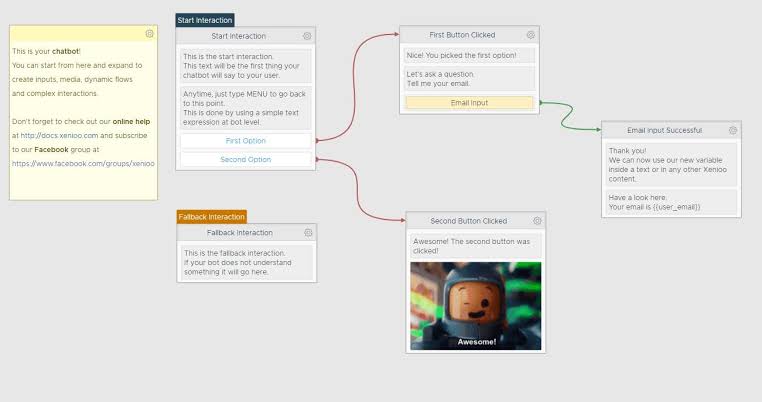 This is your chatbot!
You can start from here and expand to
create inputs, media, dynamic flows
and complex interactions.
Don't forget to check out our online help
at http://docs.xenioo.com and subscribe
to our Facebook group at
https://www.facebook.com/groups/xenioo
Start Interaction
Start Interaction
This is the start interaction.
This text will be the first thing your
chatbot will say to your user.
Anytime, just type MENU to go back
to this point.
This is done by using a simple text
expression at bot level.
First Option
Second Option
Fallback Interaction
Fallback Interaction
This is the fallback interaction.
If your bot does not understand
something it will go here.
First Button Clicked
Nice! You picked the first option!
Let's ask a question.
Tell me your email.
Email Input
Second Button Clicked
Awesome! The second button was
clicked!
Awesome!
Email Input Successful
Thank you!
We can now use our new variable
inside a text or in any other Xenioo
content.
Have a look here:
Your email is {{user_email}}